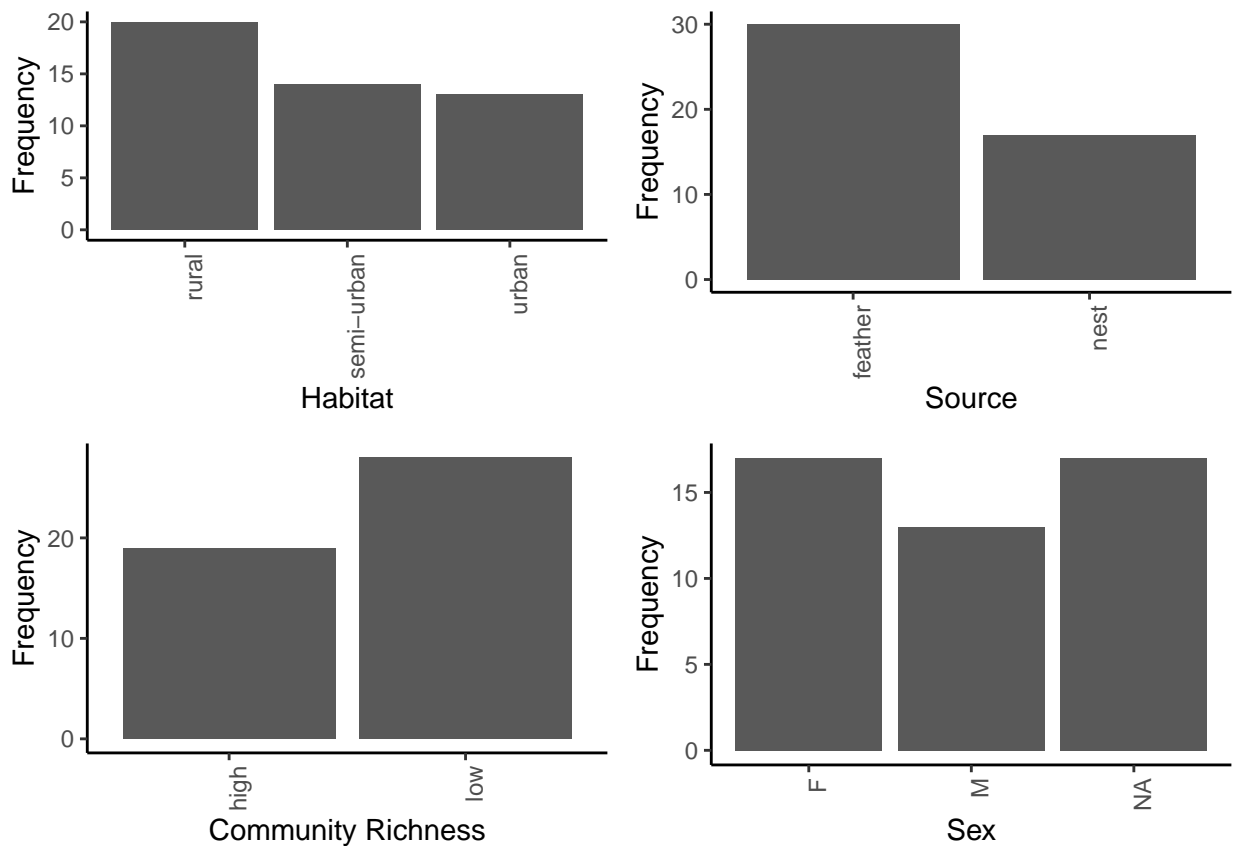 Frequency
20
15
10
5
0
rural
semi−urban
urban
Habitat
Frequency
30
20
10
0
feather
nest
Source
Frequency
20
10
0
high
low
Community Richness
Frequency
15
10
5
0
F
M
NA
Sex